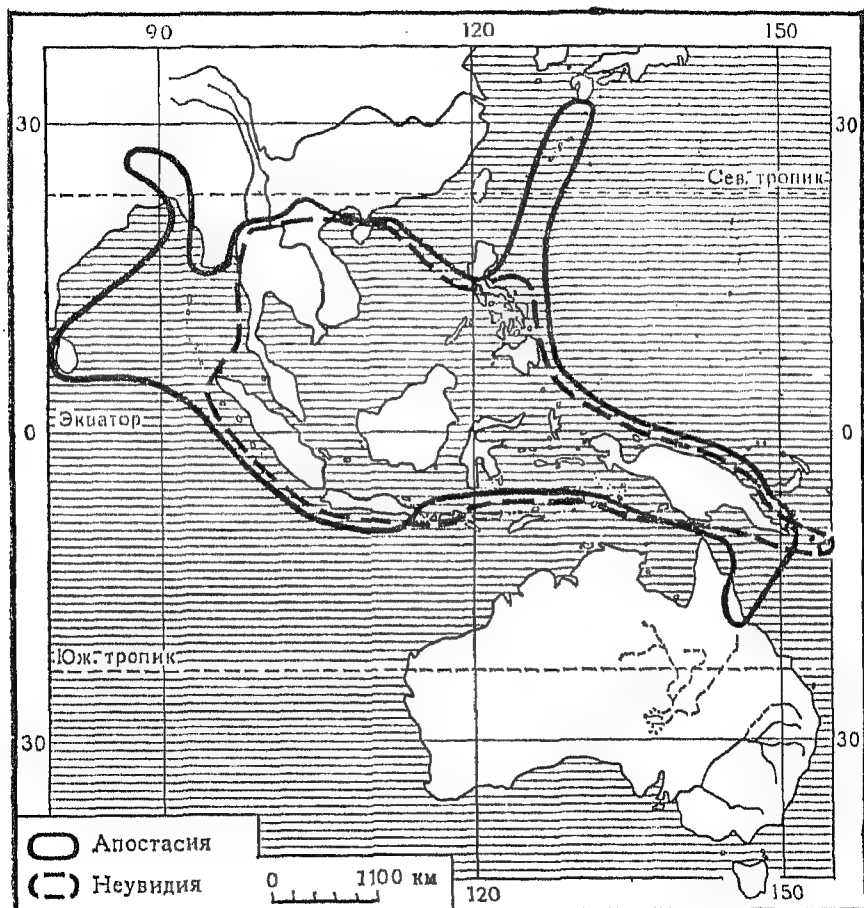 90 120 150
30 30
Сев. тропик
Экватор
0 0
Юж. тропик
30 30
Апостасия
Неувидия
0 1100 км
120 150